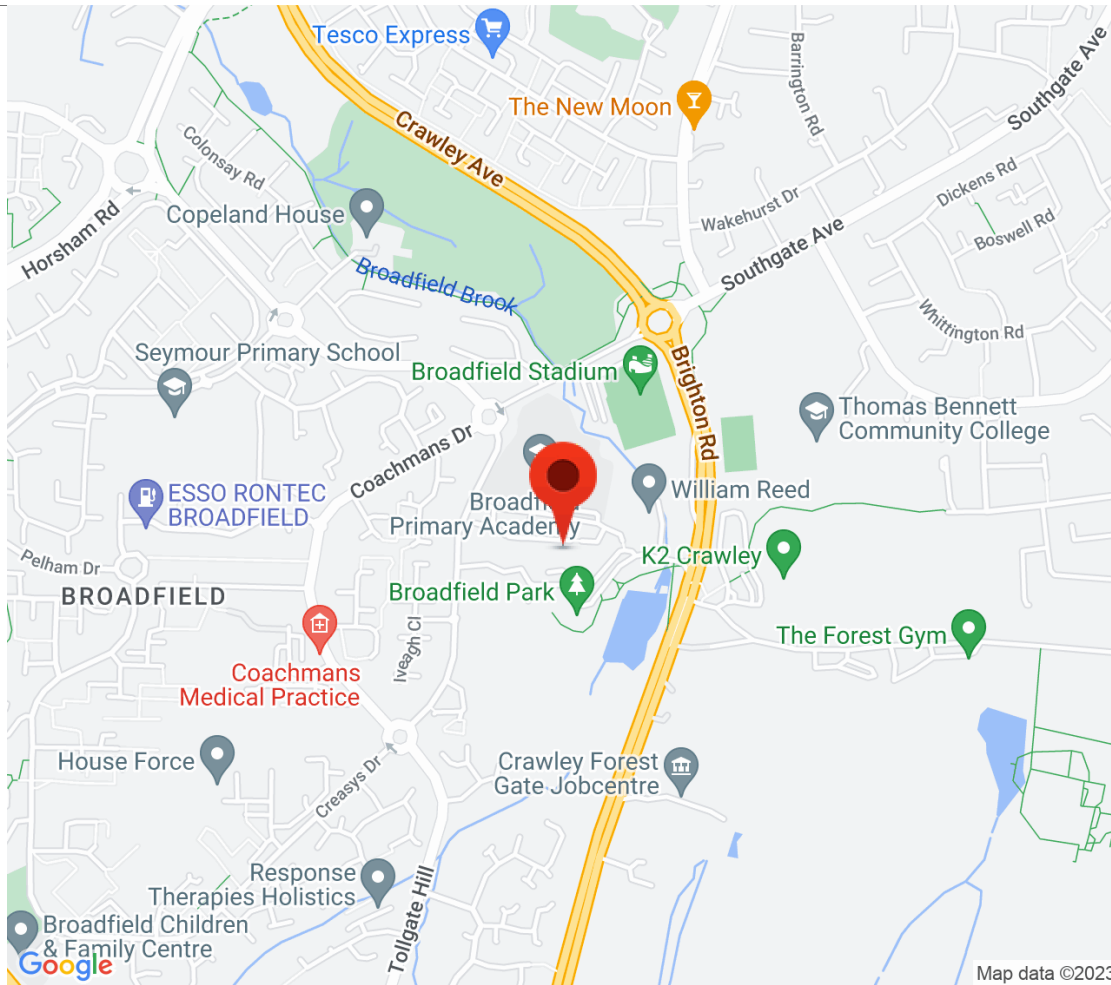 Tesco Express
The New Moon
Barrington Rd
Southgate Ave
Crawley Ave
Colonsay Rd
Dickens Rd
Copeland House
Wakehurst Dr
Boswell Rd
Horsham Rd
Southgate Ave
Broadfield Brook
Whittington Rd
Seymour Primary School
Broadfield Stadium
Brighton Rd
Thomas Bennett
Community College
Coachmans Dr
ESSO RONTEC
BROADFIELD
William Reed
Primary Academy
Pelham Dr
K2 Crawley
BROADFIELD
Broadfield Park
Iveagh Cl
The Forest Gym
Coachmans
Medical Practice
House Force
Creasys Dr
Crawley Forest
Gate Jobcentre
Response
Therapies Holistics
Tollgate Hill
Broadfield Children
& Family Centre
Google
Map data ©2023